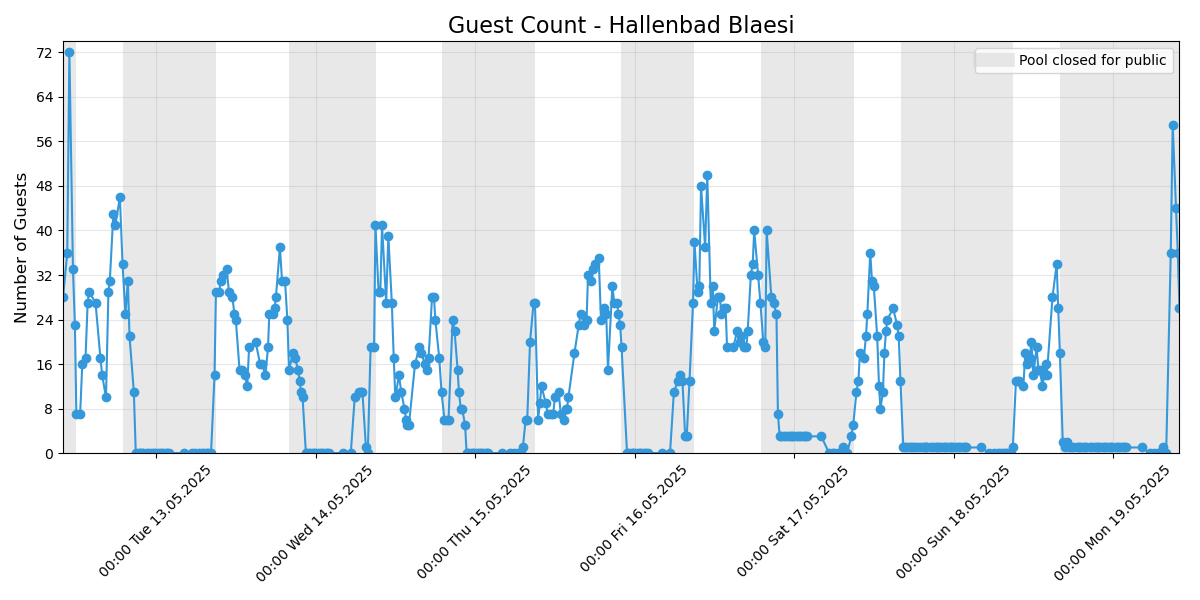 Guest Count - Hallenbad Blaesi
Pool closed for public
Number of Guests
72
64
56
48
40
32
24
16
8
0
00:00 Tue 13.05.2025
00:00 Wed 14.05.2025
00:00 Thu 15.05.2025
00:00 Fri 16.05.2025
00:00 Sat 17.05.2025
00:00 Sun 18.05.2025
00:00 Mon 19.05.2025